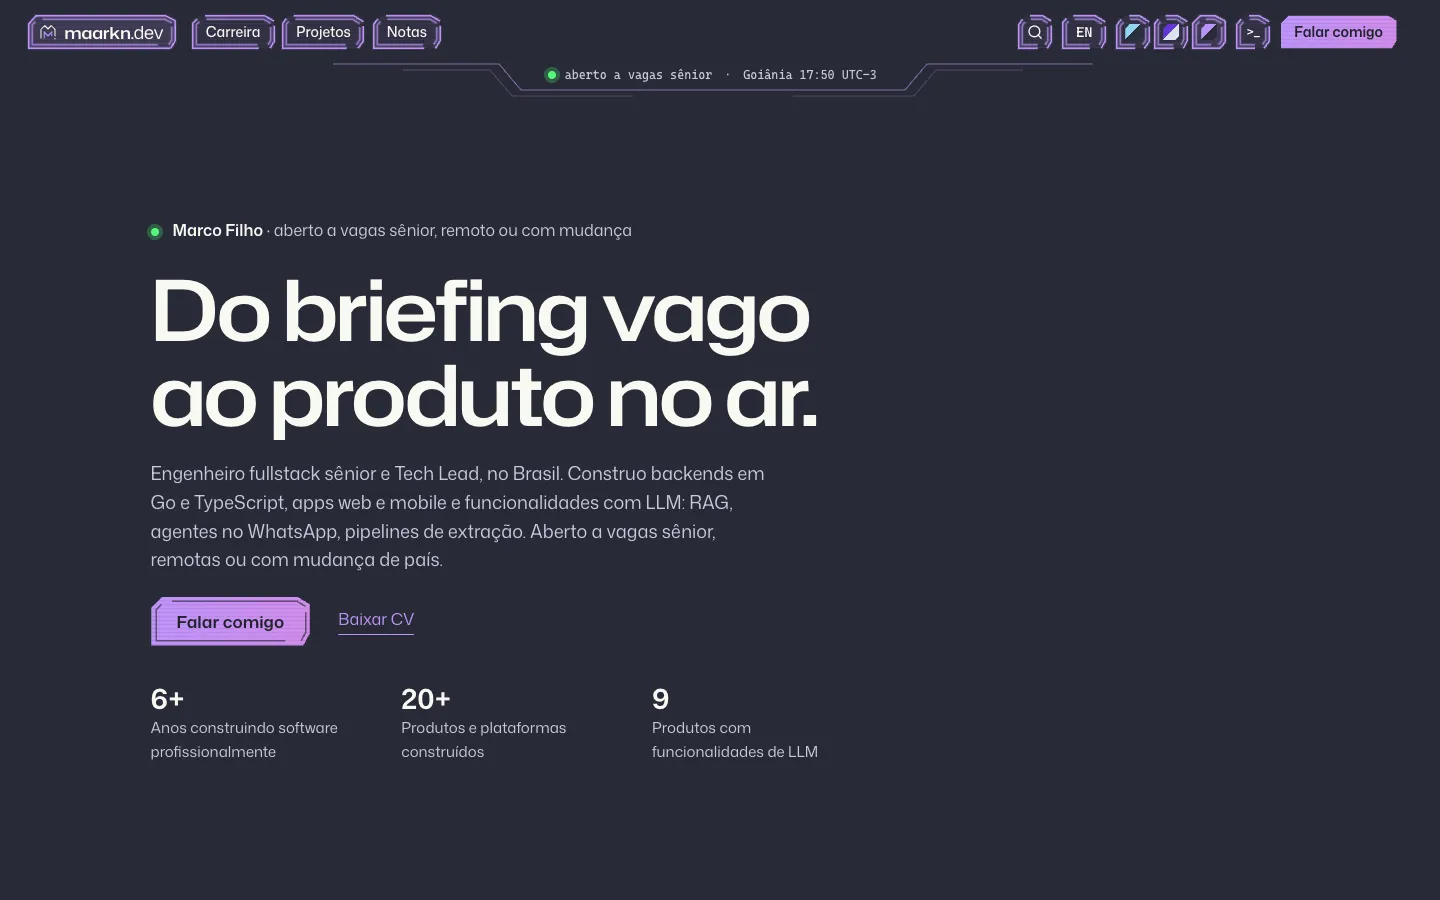 maarkn.dev
Carreira
Projetos
Notas
EN
>_
Falar comigo
aberto a vagas sênior · Goiânia 17:50 UTC−3
Marco Filho · aberto a vagas sênior, remoto ou com mudança
Do briefing vago
ao produto no ar.
Engenheiro fullstack sênior e Tech Lead, no Brasil. Construo backends em
Go e TypeScript, apps web e mobile e funcionalidades com LLM: RAG,
agentes no WhatsApp, pipelines de extração. Aberto a vagas sênior,
remotas ou com mudança de país.
Falar comigo
Baixar CV
6+
Anos construindo software
profissionalmente
20+
Produtos e plataformas
construídos
9
Produtos com
funcionalidades de LLM